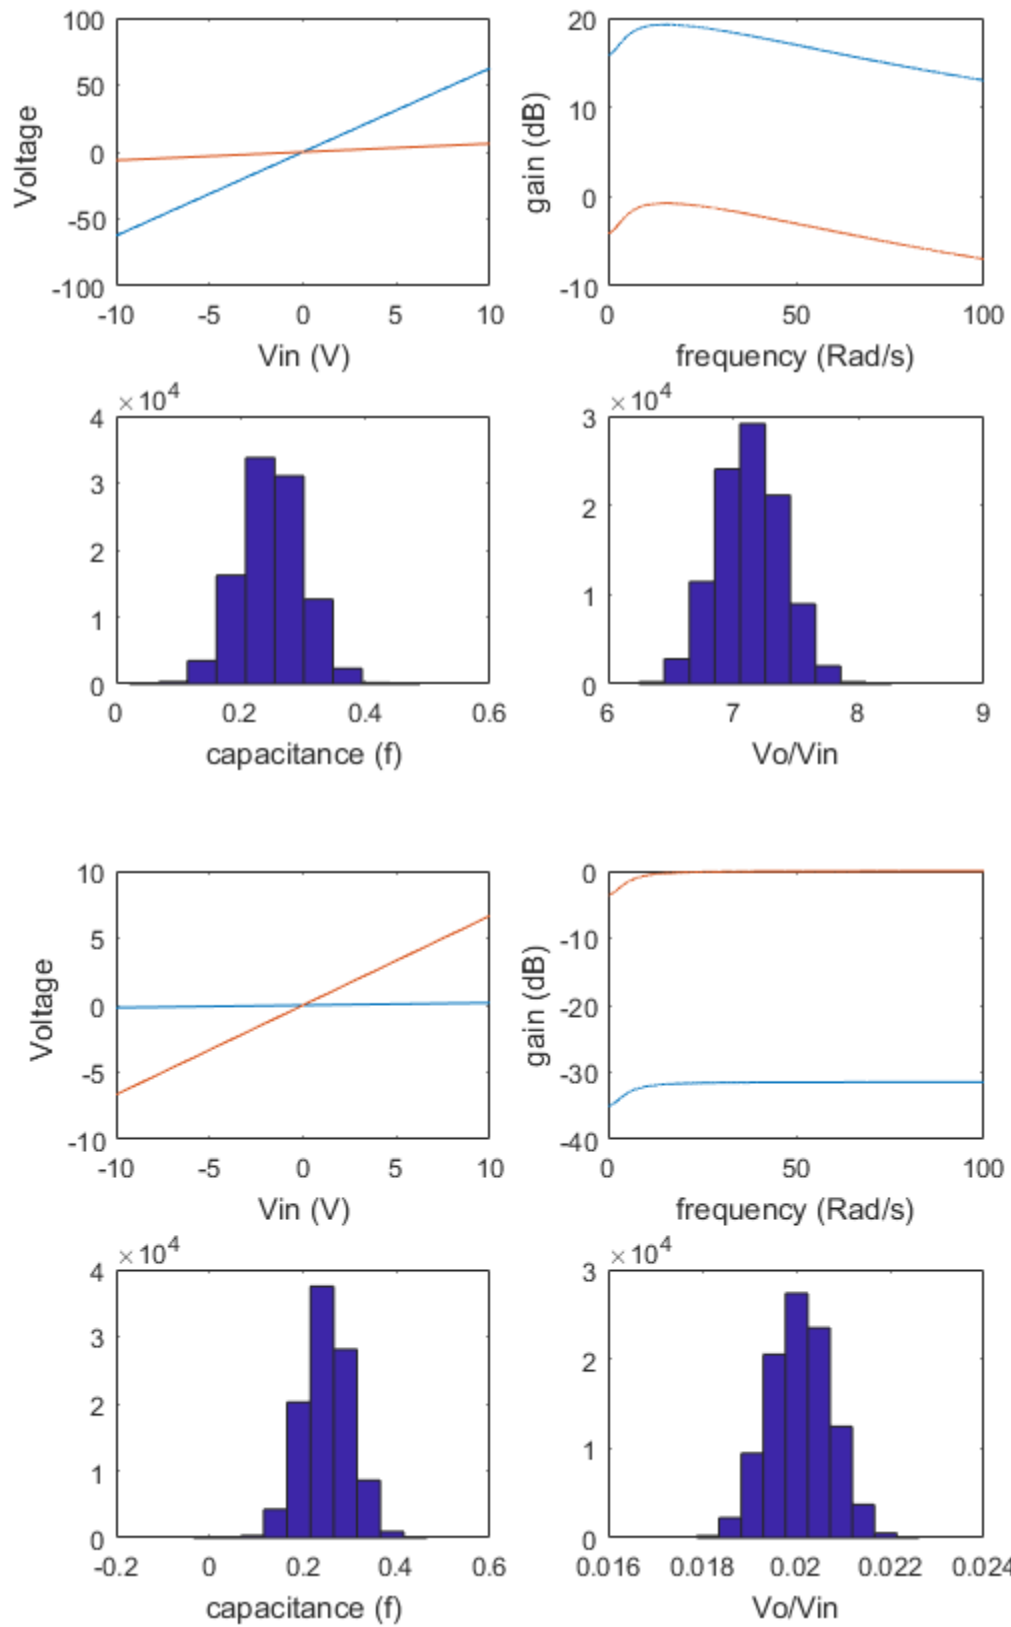 Voltage
100
50
0
-50
-100
-10 -5 0 5 10
Vin (V)
gain (dB)
20
10
0
-10
0 50 100
frequency (Rad/s)
×10^4
4
3
2
1
0
0 0.2 0.4 0.6
capacitance (f)
×10^4
3
2
1
0
6 7 8 9
Vo/Vin
Voltage
10
5
0
-5
-10
-10 -5 0 5 10
Vin (V)
gain (dB)
0
-10
-20
-30
-40
0 50 100
frequency (Rad/s)
×10^4
4
3
2
1
0
-0.2 0 0.2 0.4 0.6
capacitance (f)
×10^4
3
2
1
0
0.016 0.018 0.02 0.022 0.024
Vo/Vin